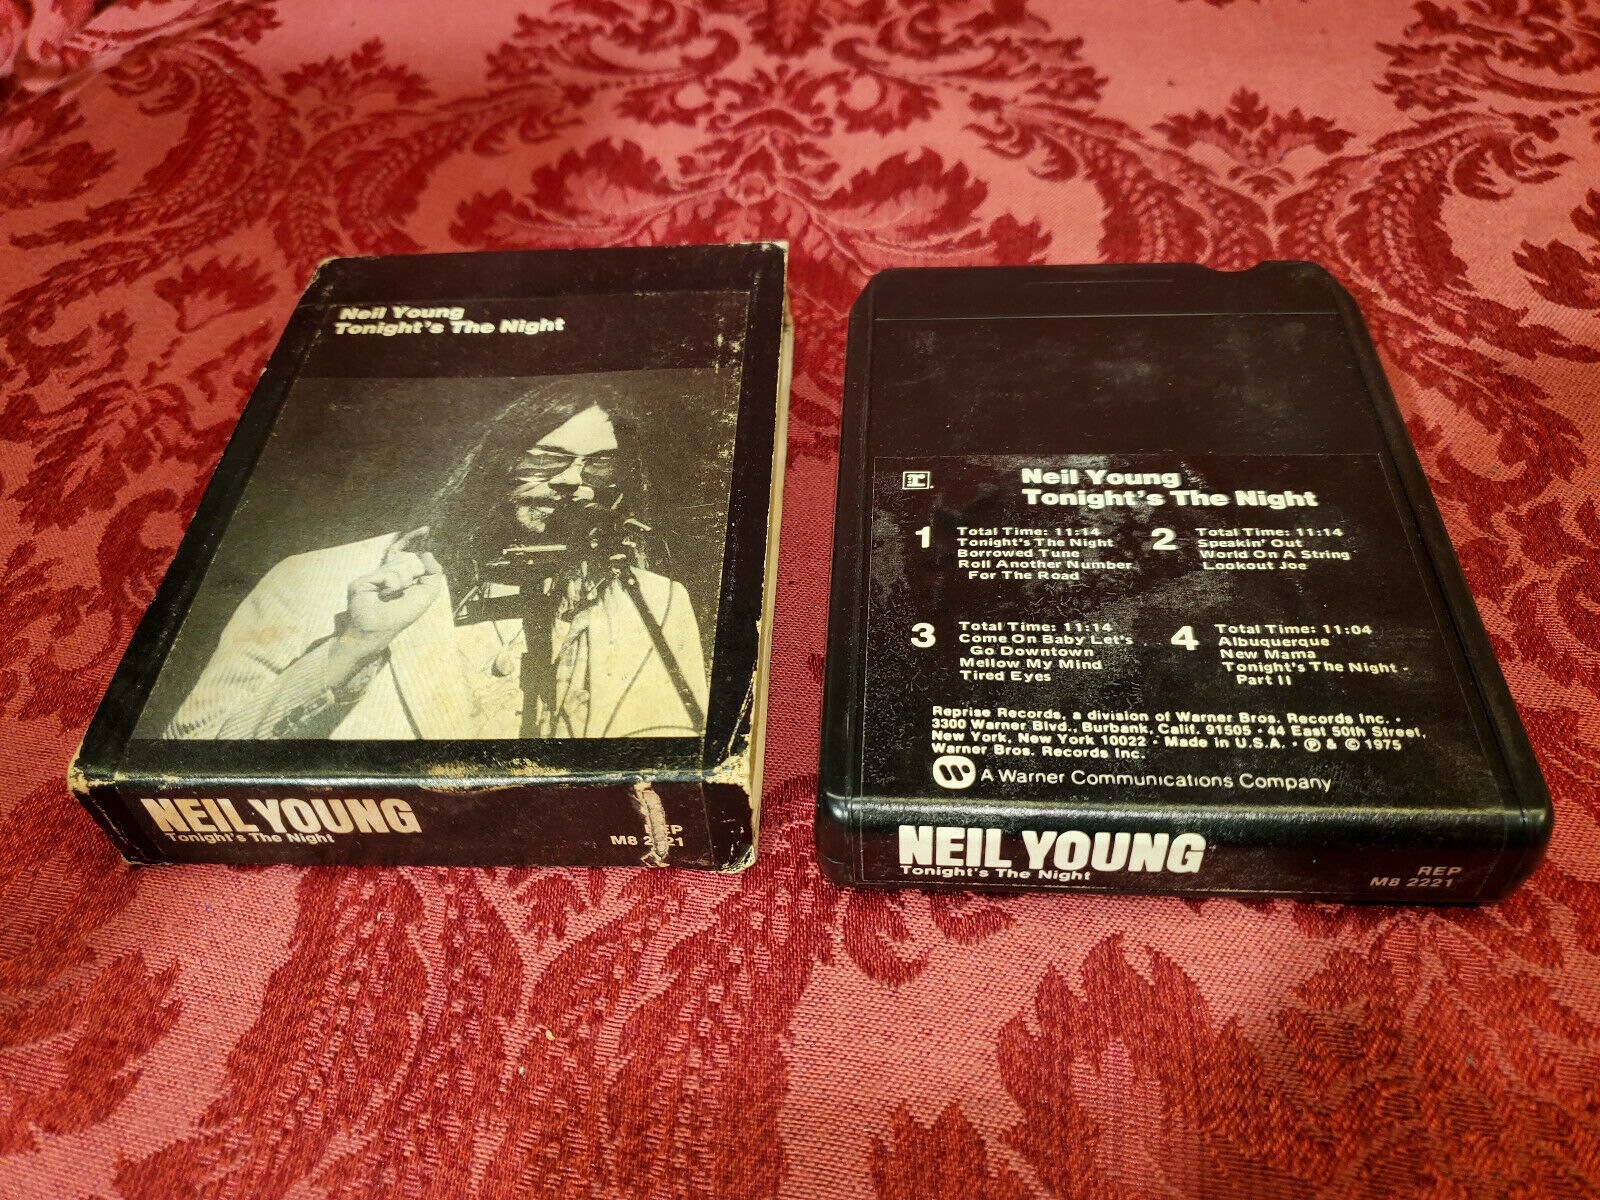 Neil Young
Tonight's The Night
NEIL YOUNG
Tonight's The Night
M8 2 21
Neil Young
Tonight's The Night
1
Total Time: 11:14
Tonight's The Night
Borrowed Tune
Roll Another Number
For The Road
2
Total Time: 11:14
Speakin' Out
World On A String
Lookout Joe
3
Total Time: 11:14
Come On Baby Let's
Go Downtown
Mellow My Mind
Tired Eyes
4
Total Time: 11:04
Albuquerque
New Mama
Tonight's The Night -
Part II
Reprise Records, a division of Warner Bros. Records Inc. •
3300 Warner Blvd., Burbank, Calif. 91505 • 44 East 50th Street,
New York, New York 10022 • Made in U.S.A. • ℗ & © 1975
Warner Bros. Records Inc.
A Warner Communications Company
NEIL YOUNG
Tonight's The Night
REP
M8 2221